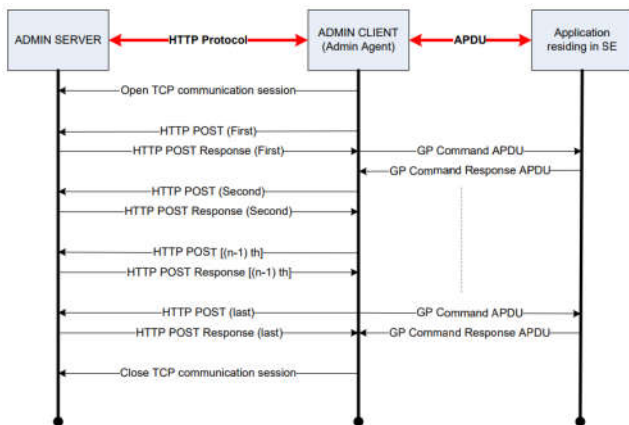 ADMIN SERVER
HTTP Protocol
ADMIN CLIENT
(Admin Agent)
APDU
Application
residing in SE
Open TCP communication session
HTTP POST (First)
HTTP POST Response (First)
GP Command APDU
GP Command Response APDU
HTTP POST (Second)
HTTP POST Response (Second)
HTTP POST [(n-1) th]
HTTP POST Response [(n-1) th]
HTTP POST (last)
GP Command APDU
HTTP POST Response (last)
GP Command Response APDU
Close TCP communication session